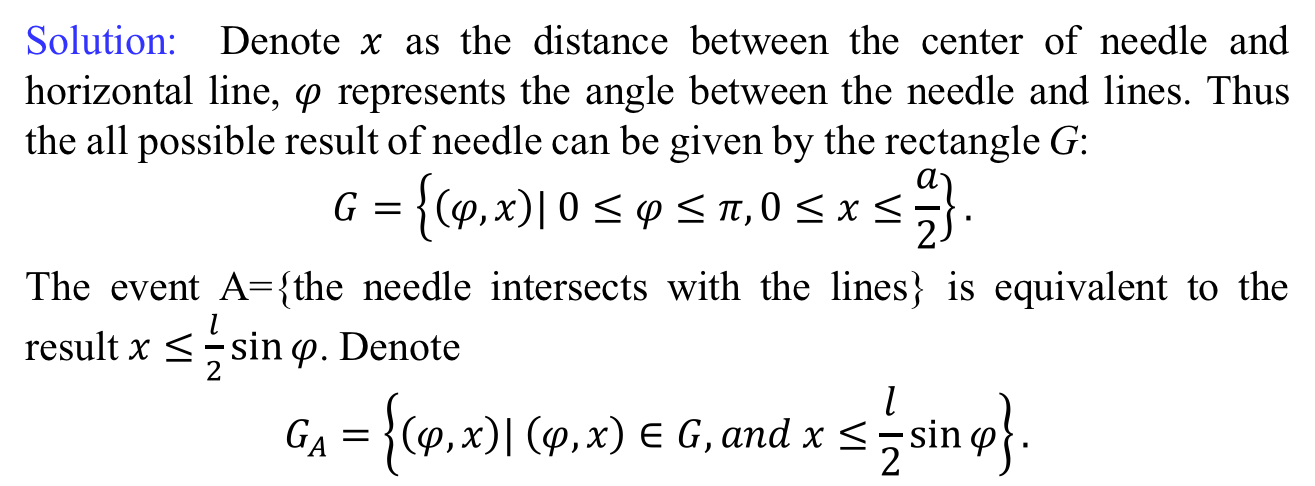 Solution: Denote x as the distance between the center of needle and
horizontal line, φ represents the angle between the needle and lines. Thus
the all possible result of needle can be given by the rectangle G:
G = {(φ, x)| 0 ≤ φ ≤ π, 0 ≤ x ≤ a/2}.
The event A={the needle intersects with the lines} is equivalent to the
result x ≤ l/2 sin φ. Denote
G_A = {(φ, x)| (φ, x) ∈ G, and x ≤ l/2 sin φ}.